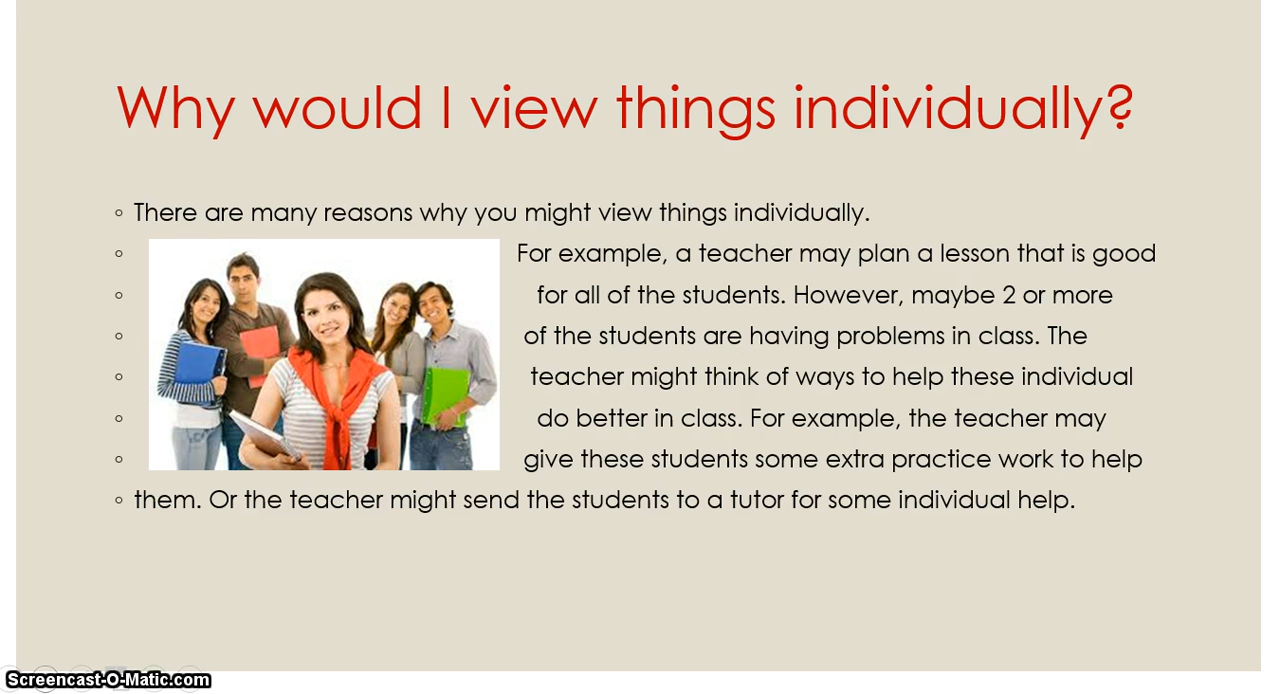 Why would I view things individually?
◦ There are many reasons why you might view things individually.
◦ For example, a teacher may plan a lesson that is good
◦ for all of the students. However, maybe 2 or more
◦ of the students are having problems in class. The
◦ teacher might think of ways to help these individual
◦ do better in class. For example, the teacher may
◦ give these students some extra practice work to help
◦ them. Or the teacher might send the students to a tutor for some individual help.
Screencast-O-Matic.com